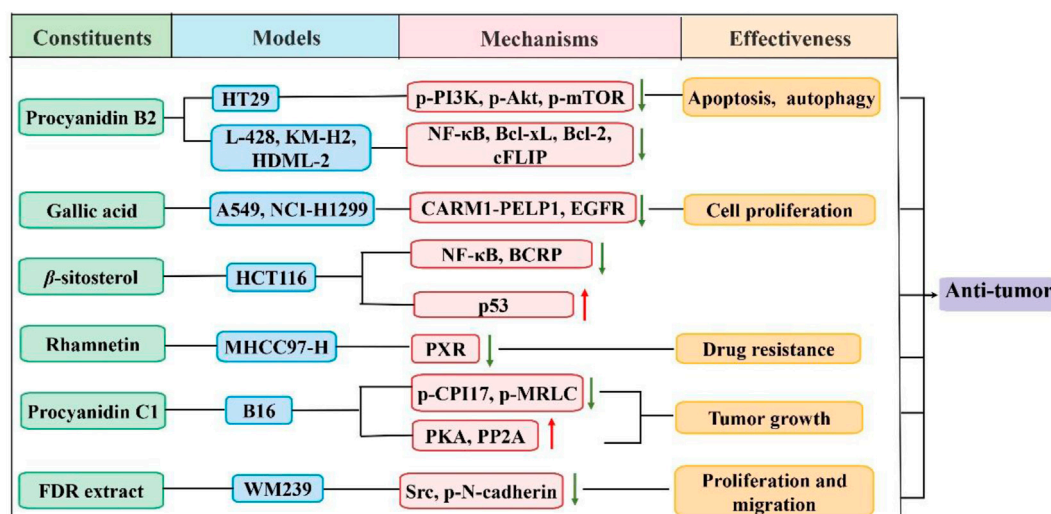 Constituents Models Mechanisms Effectiveness
Procyanidin B2
HT29
p-PI3K, p-Akt, p-mTOR
Apoptosis, autophagy
L-428, KM-H2,
HDML-2
NF-κB, Bcl-xL, Bcl-2,
cFLIP
Gallic acid
A549, NCI-H1299
CARM1-PELP1, EGFR
Cell proliferation
β-sitosterol
HCT116
NF-κB, BCRP
p53
Anti-tumor
Rhamnetin
MHCC97-H
PXR
Drug resistance
Procyanidin C1
B16
p-CPI17, p-MRLC
PKA, PP2A
Tumor growth
FDR extract
WM239
Src, p-N-cadherin
Proliferation and
migration